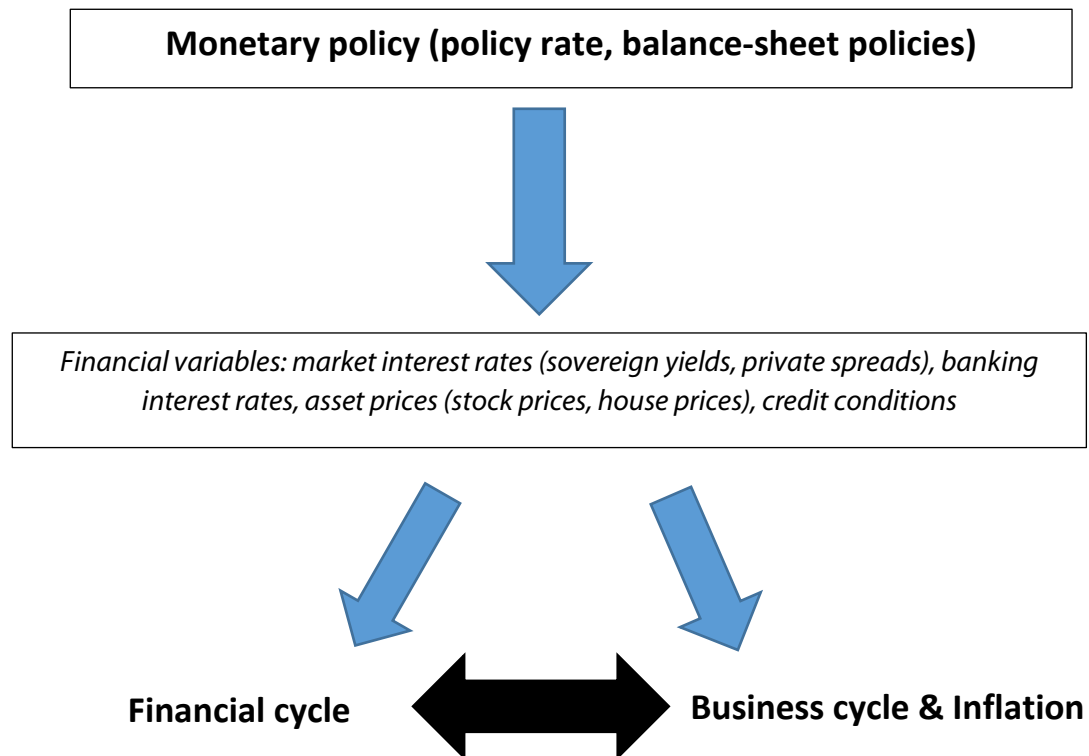 Monetary policy (policy rate, balance-sheet policies)
Financial variables: market interest rates (sovereign yields, private spreads), banking
interest rates, asset prices (stock prices, house prices), credit conditions
Financial cycle
Business cycle & Inflation